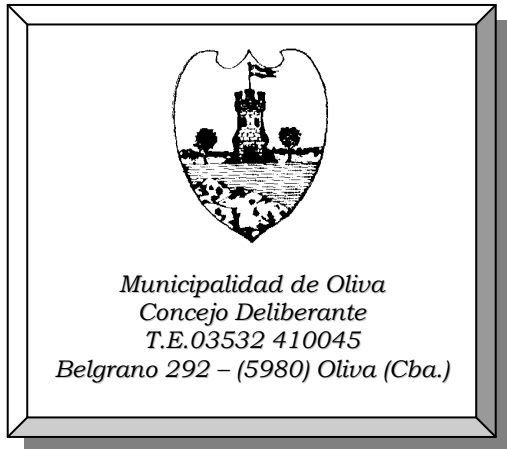 Municipalidad de Oliva
Concejo Deliberante
T.E.03532 410045
Belgrano 292 – (5980) Oliva (Cba.)